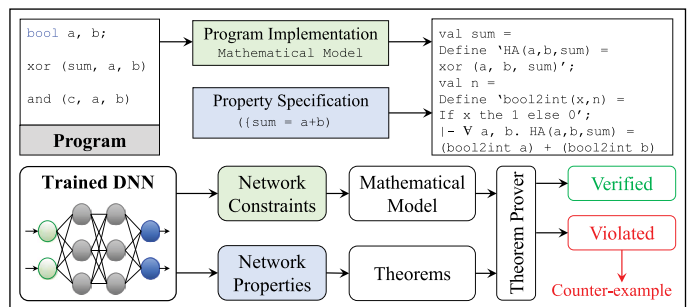 bool a, b;
xor (sum, a, b)
and (c, a, b)
Program
Program Implementation
Mathematical Model
Property Specification
({sum = a+b)
val sum =
Define ‘HA(a,b,sum) =
xor (a, b, sum)’;
val n =
Define ‘bool2int(x,n) =
If x the 1 else 0’;
|- ∀ a, b. HA(a,b,sum) =
(bool2int a) + (bool2int b)
Trained DNN
Network
Constraints
Mathematical
Model
Network
Properties
Theorems
Theorem Prover
Verified
Violated
Counter-example